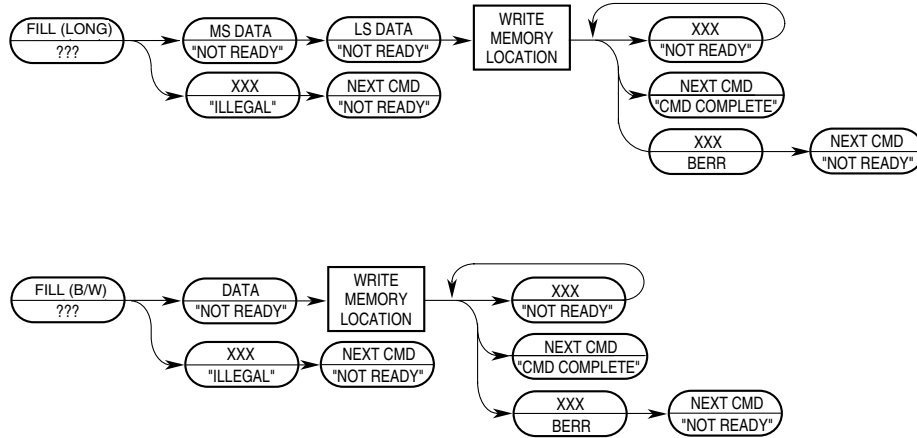 FILL (LONG)
???
MS DATA
"NOT READY"
LS DATA
"NOT READY"
WRITE
MEMORY
LOCATION
XXX
"NOT READY"
XXX
"ILLEGAL"
NEXT CMD
"NOT READY"
NEXT CMD
"CMD COMPLETE"
XXX
BERR
NEXT CMD
"NOT READY"
FILL (B/W)
???
DATA
"NOT READY"
WRITE
MEMORY
LOCATION
XXX
"NOT READY"
XXX
"ILLEGAL"
NEXT CMD
"NOT READY"
NEXT CMD
"CMD COMPLETE"
XXX
BERR
NEXT CMD
"NOT READY"